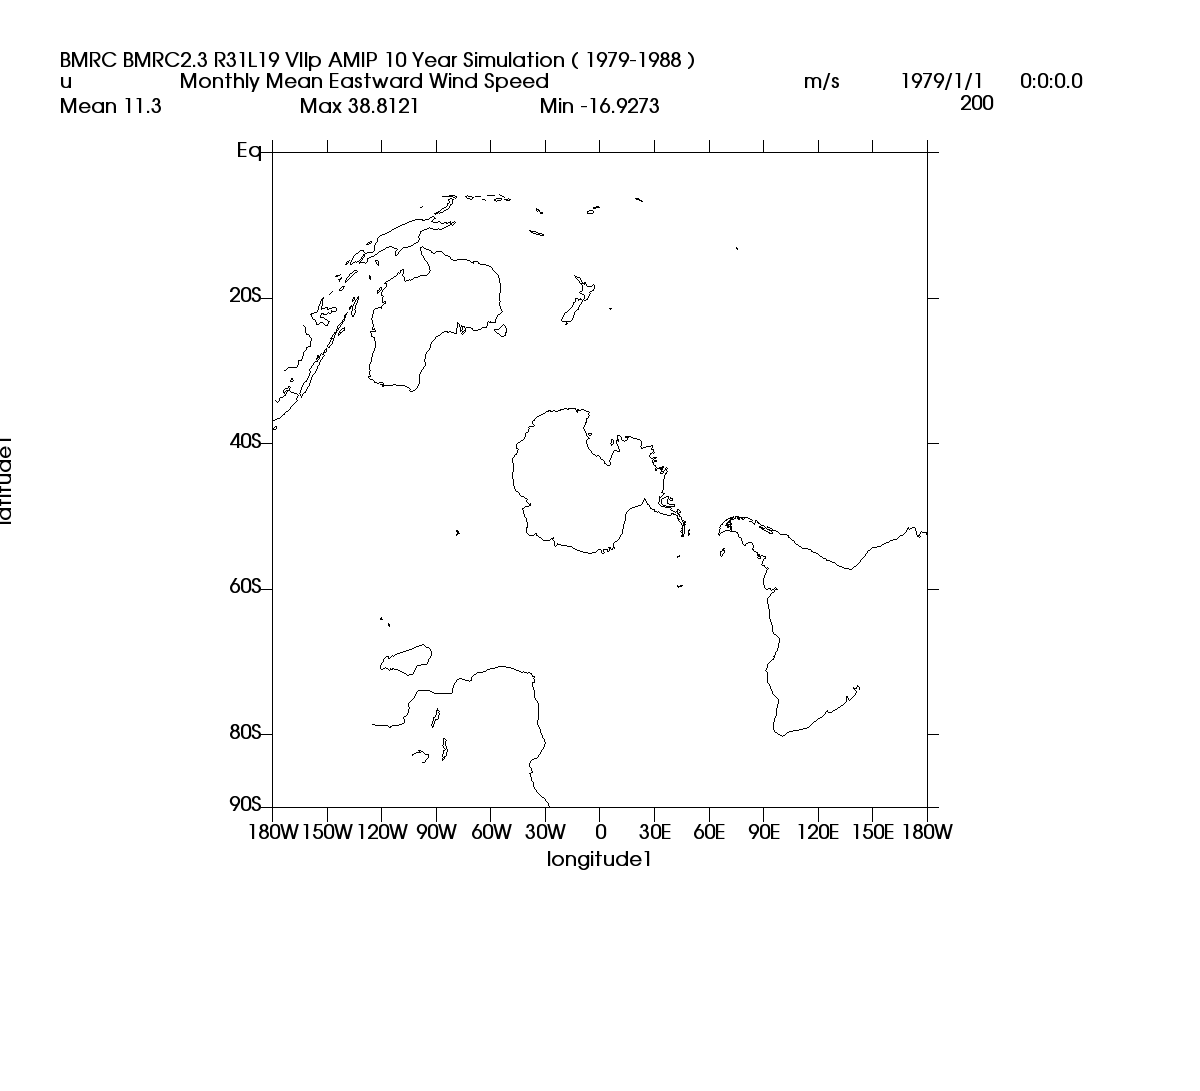 BMRC BMRC2.3 R31L19 VIIp AMIP 10 Year Simulation ( 1979-1988 )
u Monthly Mean Eastward Wind Speed m/s 1979/1/1 0:0:0.0
Mean 11.3 Max 38.8121 Min -16.9273 200
Eq
20S
40S
latitude1
60S
80S
90S
180W 150W 120W 90W 60W 30W 0 30E 60E 90E 120E 150E 180W
longitude1